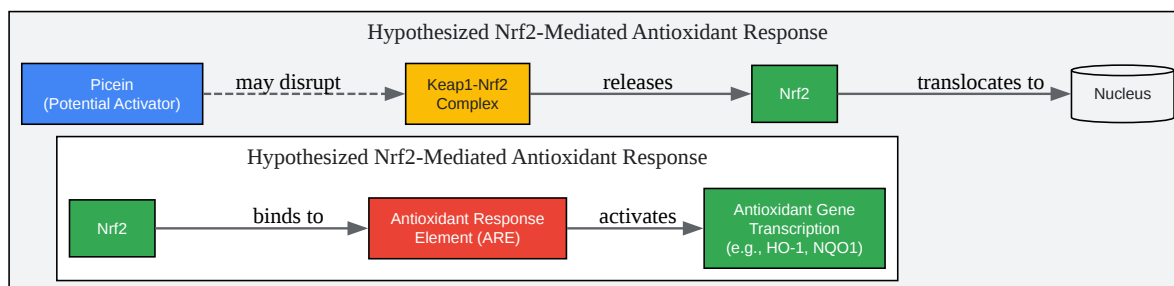 Hypothesized Nrf2-Mediated Antioxidant Response
Picein
(Potential Activator)
may disrupt
Keap1-Nrf2
Complex
releases
Nrf2
translocates to
Nucleus
Hypothesized Nrf2-Mediated Antioxidant Response
Nrf2
binds to
Antioxidant Response
Element (ARE)
activates
Antioxidant Gene
Transcription
(e.g., HO-1, NQO1)